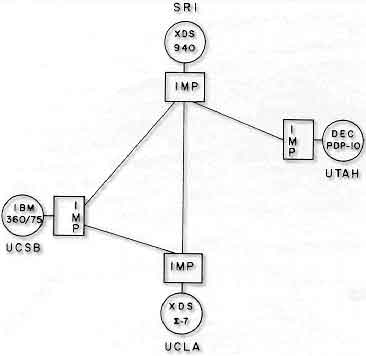 SRI
XDS
940
IMP
IMP
DEC
PDP-10
UTAH
IBM
360/75
IMP
UCSB
IMP
XDS
Σ-7
UCLA